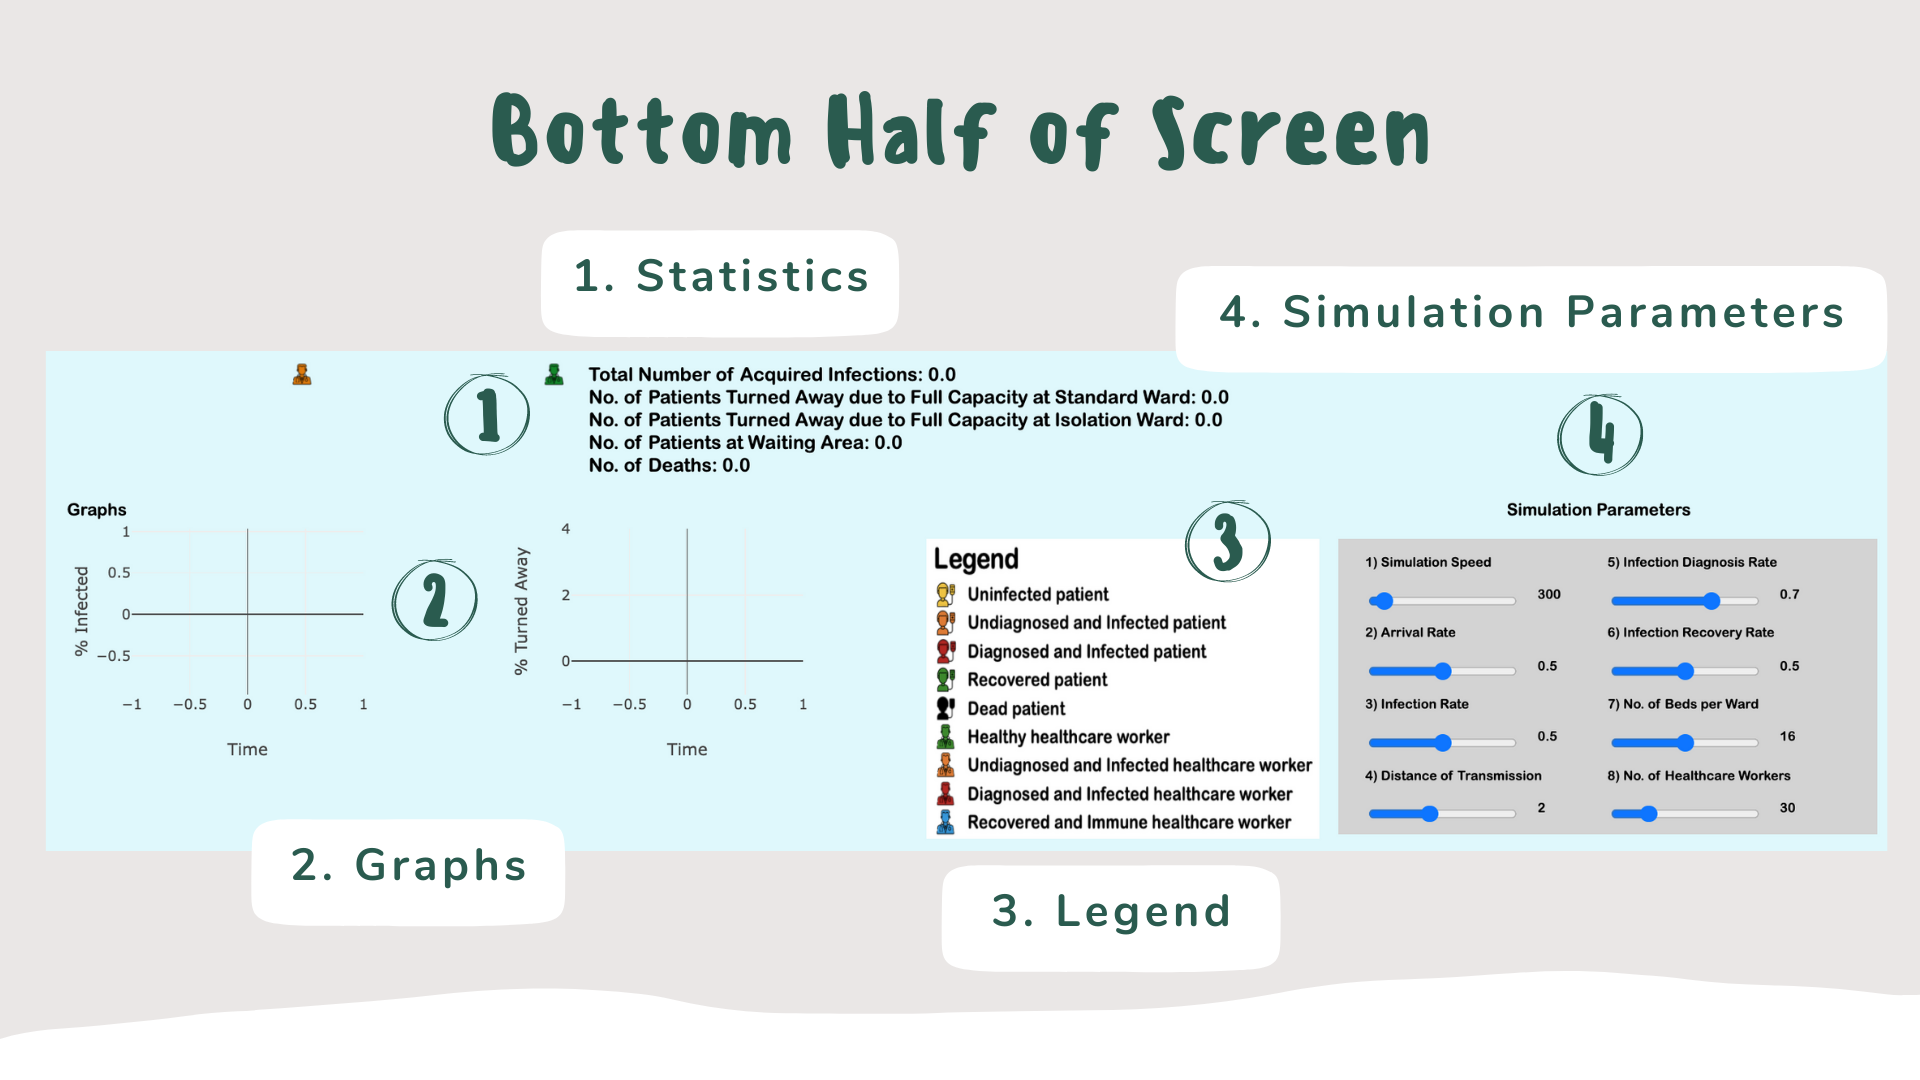 Bottom Half of Screen
1. Statistics
4. Simulation Parameters
1
Total Number of Acquired Infections: 0.0
No. of Patients Turned Away due to Full Capacity at Standard Ward: 0.0
No. of Patients Turned Away due to Full Capacity at Isolation Ward: 0.0
No. of Patients at Waiting Area: 0.0
No. of Deaths: 0.0
4
Graphs
% Infected
1
0.5
0
−0.5
−1 −0.5 0 0.5 1
Time
2
% Turned Away
4
2
0
−1 −0.5 0 0.5 1
Time
3
Legend
Uninfected patient
Undiagnosed and Infected patient
Diagnosed and Infected patient
Recovered patient
Dead patient
Healthy healthcare worker
Undiagnosed and Infected healthcare worker
Diagnosed and Infected healthcare worker
Recovered and Immune healthcare worker
Simulation Parameters
1) Simulation Speed
300
2) Arrival Rate
0.5
3) Infection Rate
0.5
4) Distance of Transmission
2
5) Infection Diagnosis Rate
0.7
6) Infection Recovery Rate
0.5
7) No. of Beds per Ward
16
8) No. of Healthcare Workers
30
2. Graphs
3. Legend